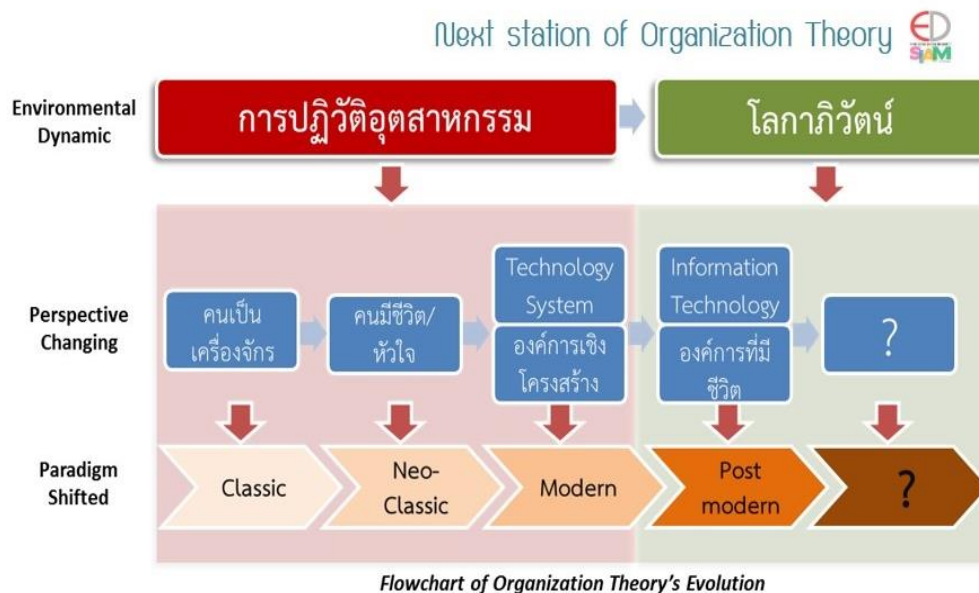 Next station of Organization Theory
ED
SIAM
Environmental
Dynamic
การปฏิวัติอุตสาหกรรม
โลกาภิวัตน์
Perspective
Changing
คนเป็น
เครื่องจักร
คนมีชีวิต/
หัวใจ
Technology
System
องค์การเชิง
โครงสร้าง
Information
Technology
องค์การที่มี
ชีวิต
?
Paradigm
Shifted
Classic
Neo-
Classic
Modern
Post
modern
?
Flowchart of Organization Theory's Evolution